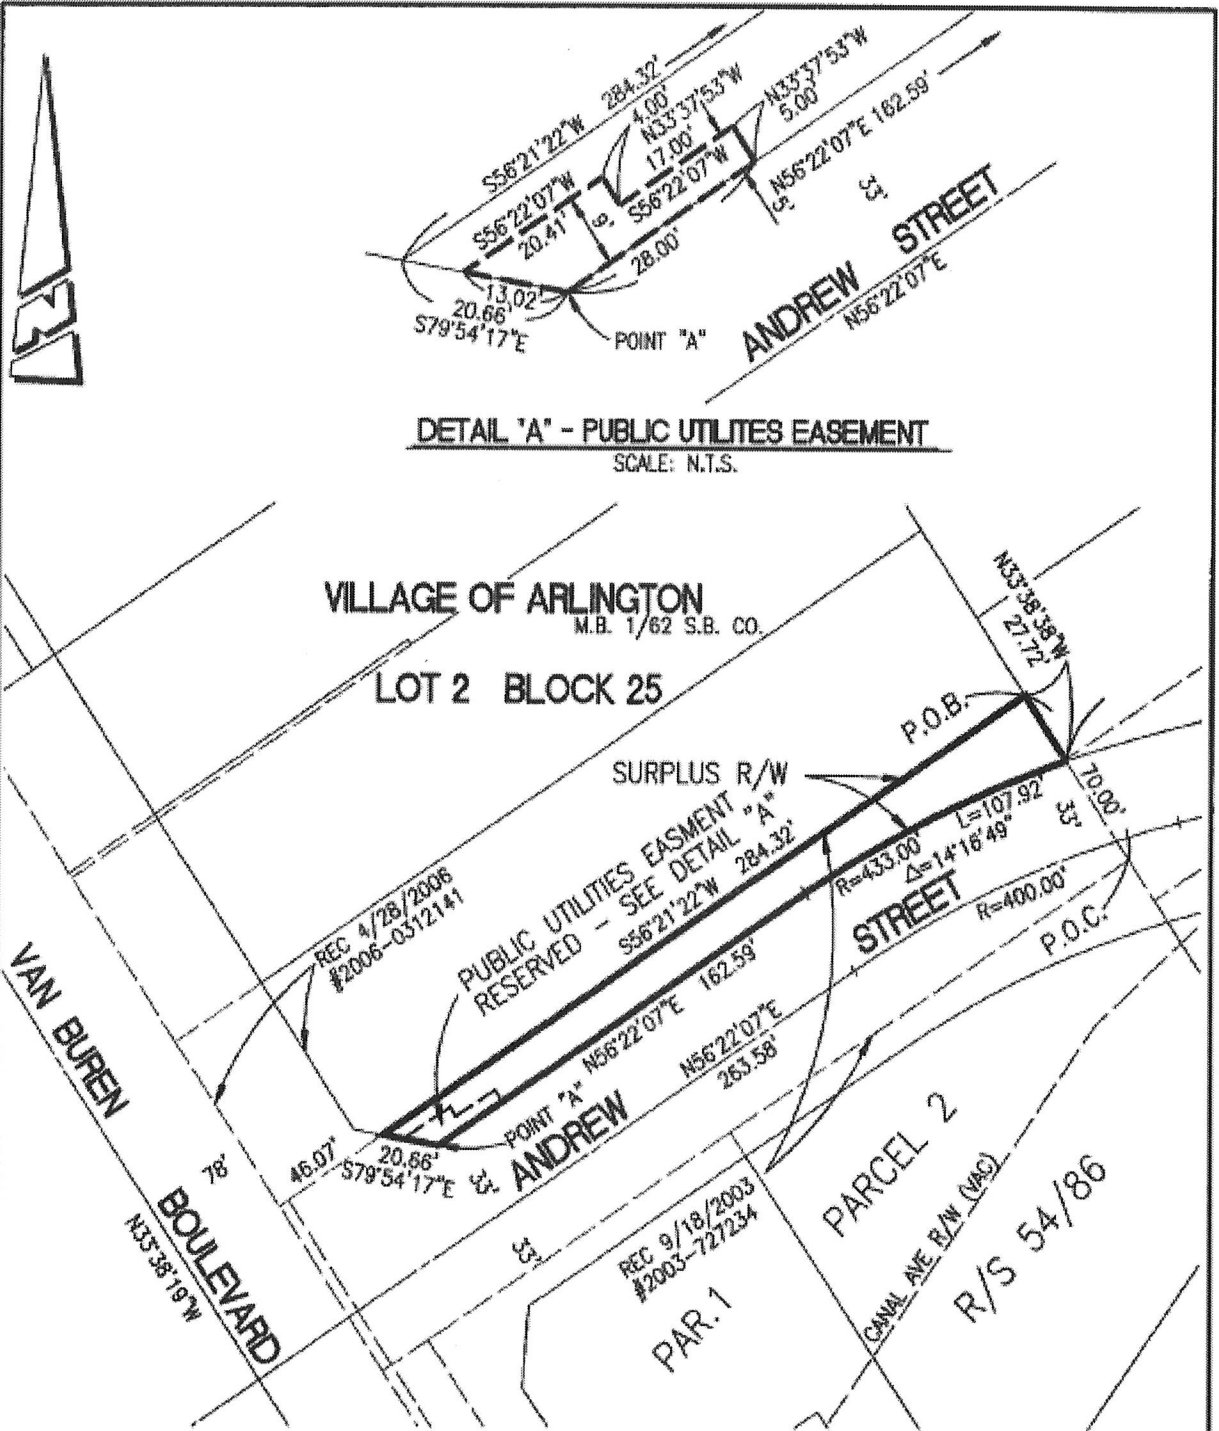 S56°21'22"W 284.32'
4.00'
N33°37'53"W
N33°37'53"W
5.00'
17.00'
S56°22'07"W
S56°22'07"W
20.41'
9'
5'
28.00'
N56°22'07"E 162.59'
33'
13.02'
20.66'
S79°54'17"E
POINT "A"
ANDREW STREET
N56°22'07"E
DETAIL "A" - PUBLIC UTILITES EASEMENT
SCALE: N.T.S.
N
VILLAGE OF ARLINGTON
M.B. 1/62 S.B. CO.
LOT 2 BLOCK 25
N33°38'38"W
27.72'
P.O.B.
SURPLUS R/W
PUBLIC UTILITIES EASMENT
RESERVED - SEE DETAIL "A"
S56°21'22"W 284.32'
REC 4/28/2006
#2006-0312141
L=107.92'
R=433.00'
Δ=14°16'49"
70.00'
33'
R=400.00'
P.O.C.
N56°22'07"E 162.59'
N56°22'07"E
263.58'
POINT "A"
ANDREW STREET
20.66'
S79°54'17"E
33'
33'
46.07'
78'
VAN BUREN BOULEVARD
N33°38'19"W
REC 9/18/2003
#2003-727234
PAR.1
PARCEL 2
CANAL AVE R/W (VAC)
R/S 54/86